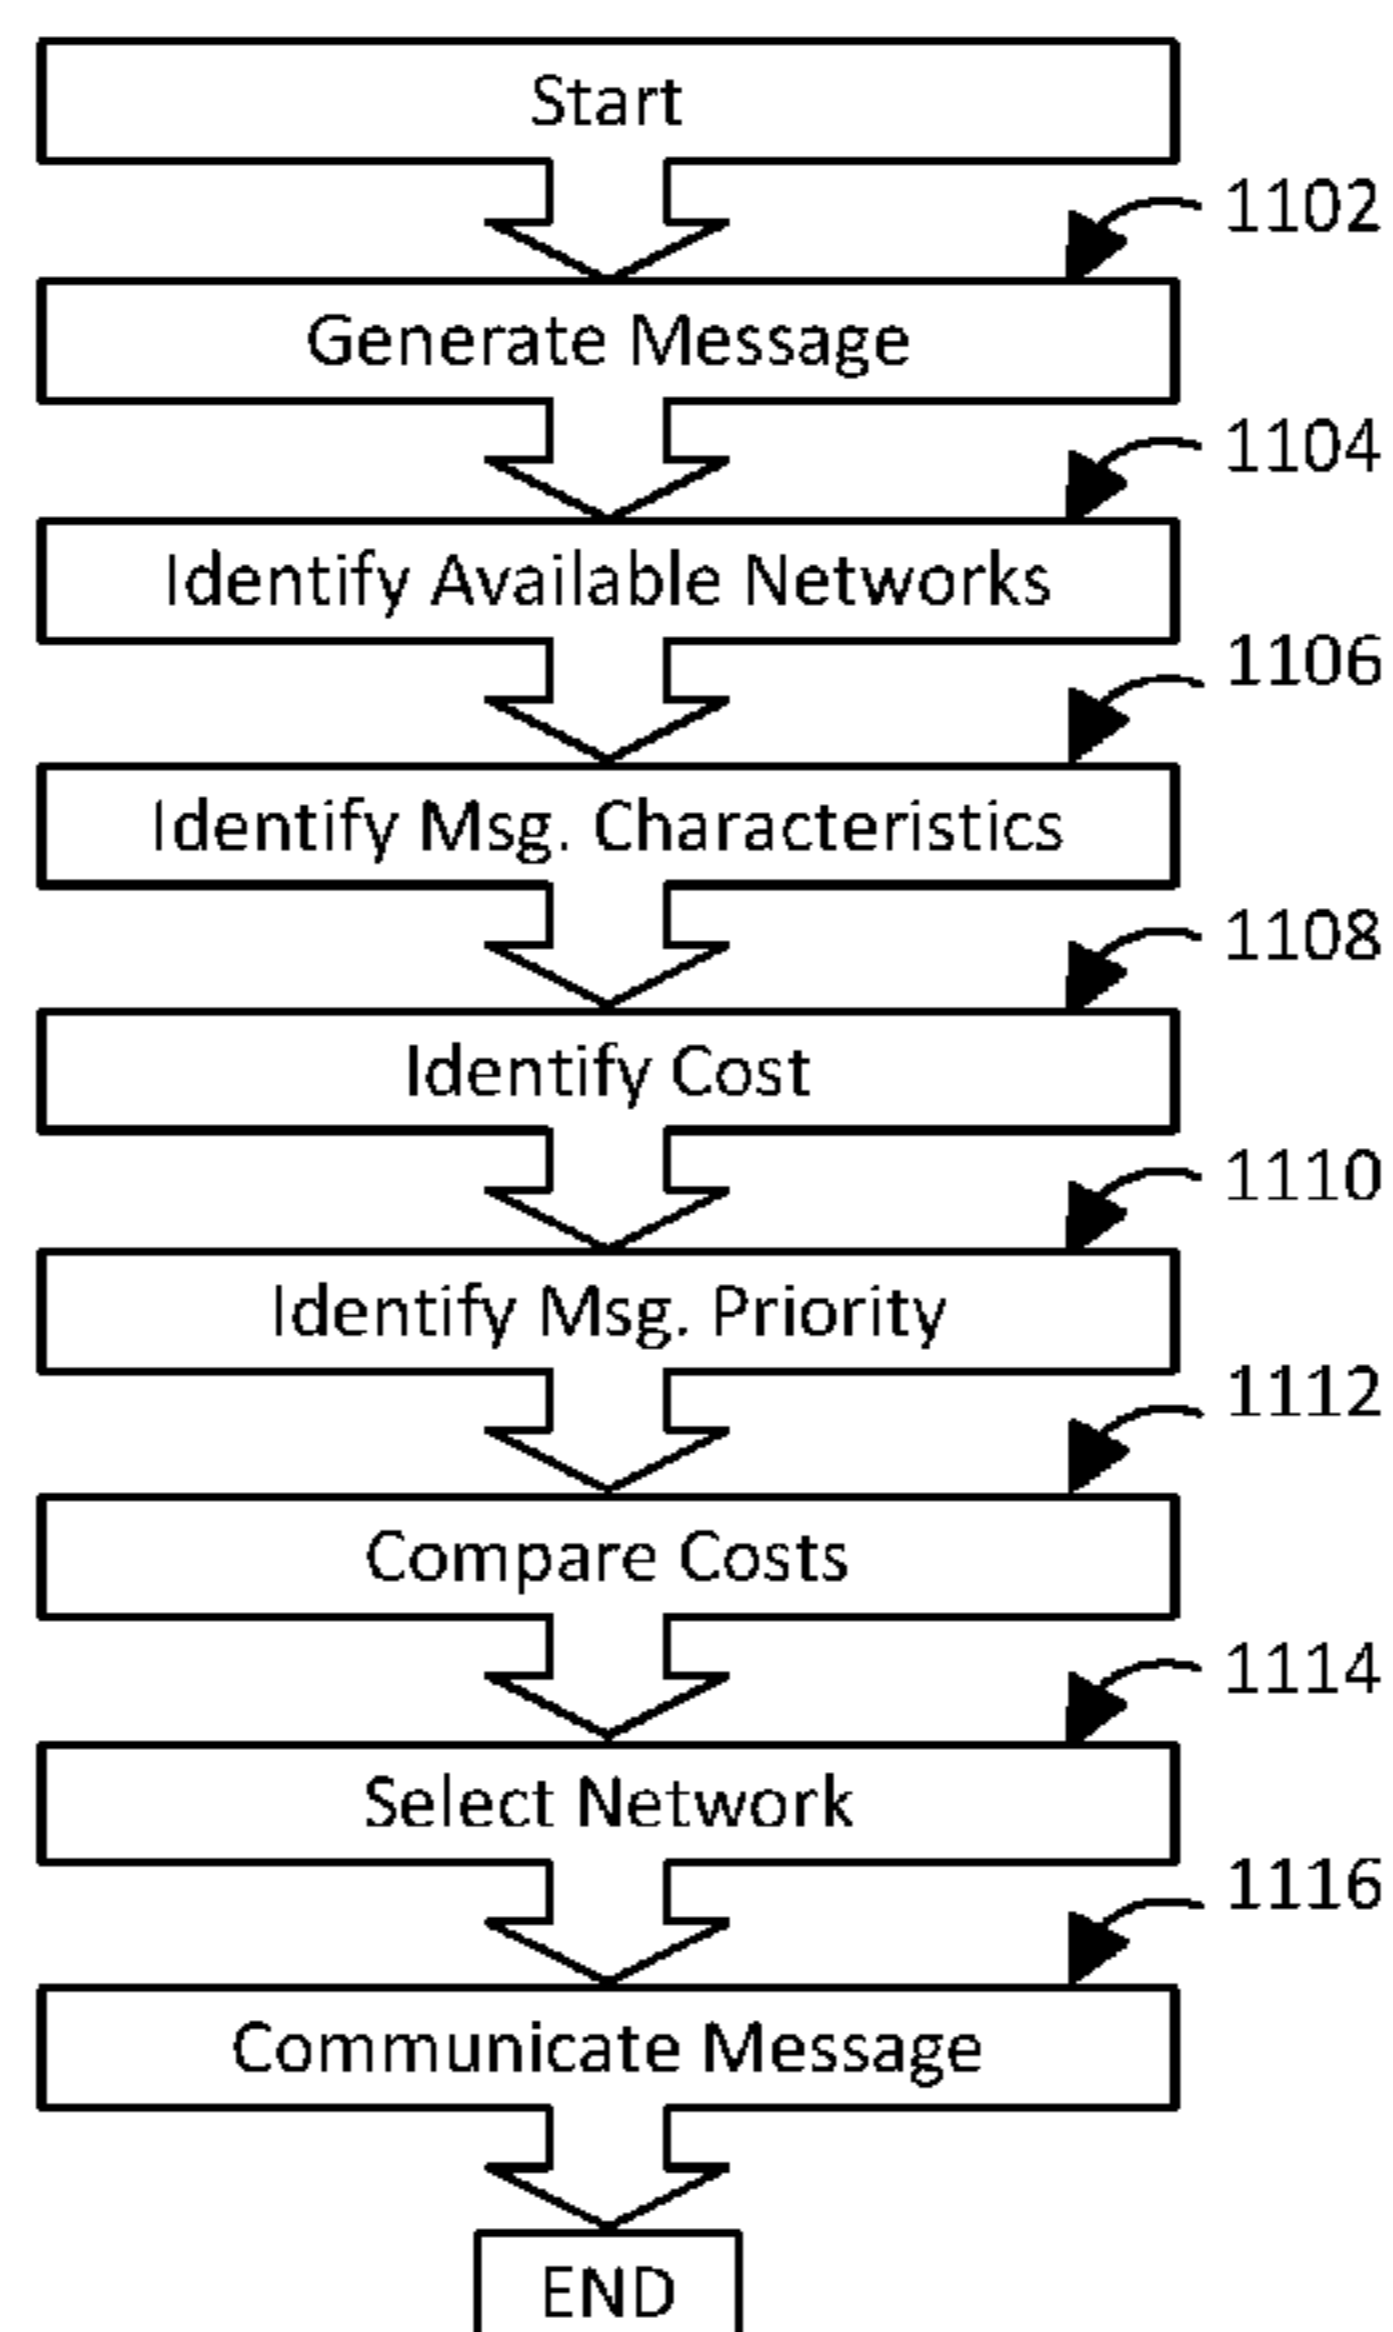 Start
1102
Generate Message
1104
Identify Available Networks
1106
Identify Msg. Characteristics
1108
Identify Cost
1110
Identify Msg. Priority
1112
Compare Costs
1114
Select Network
1116
Communicate Message
END